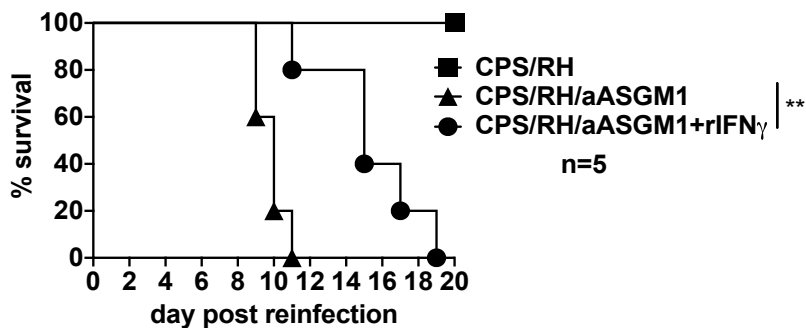 100
80
60
40
20
0
% survival
0 2 4 6 8 10 12 14 16 18 20
day post reinfection
CPS/RH
CPS/RH/aASGM1
CPS/RH/aASGM1+rIFNγ
**
n=5